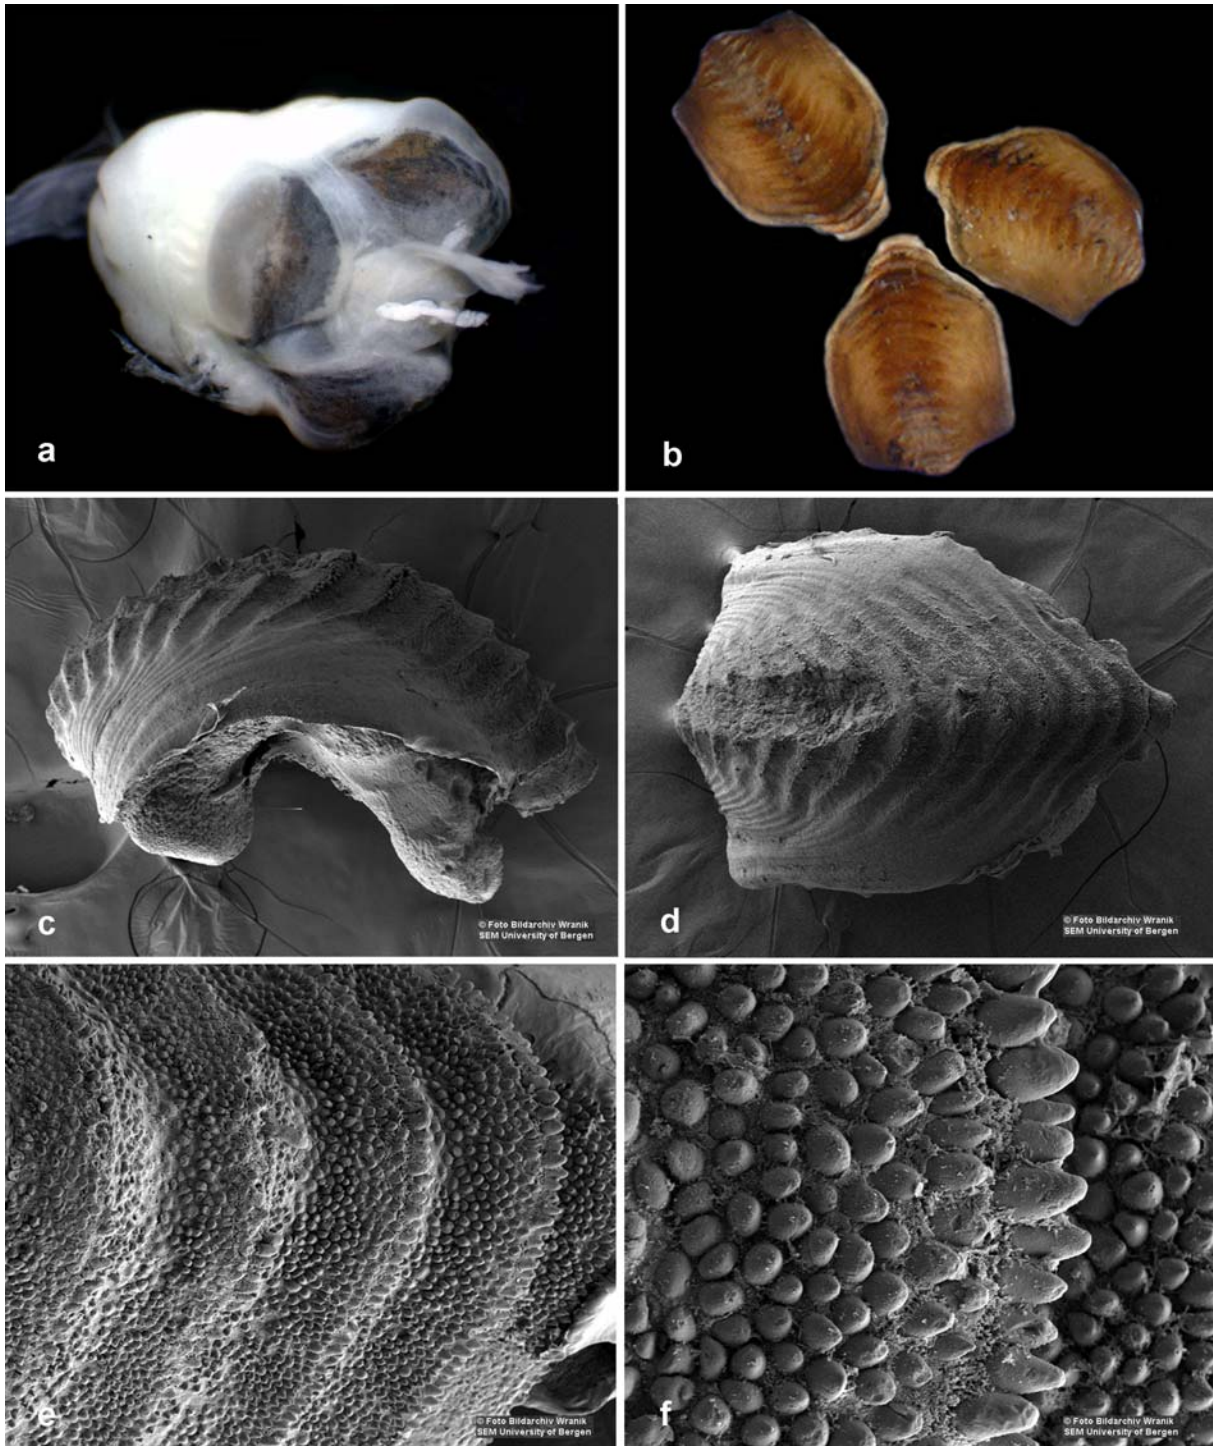 a
b
c
© Foto Bildarchiv Wranik
SEM University of Bergen
d
© Foto Bildarchiv Wranik
SEM University of Bergen
e
© Foto Bildarchiv Wranik
SEM University of Bergen
f
© Foto Bildarchiv Wranik
SEM University of Bergen